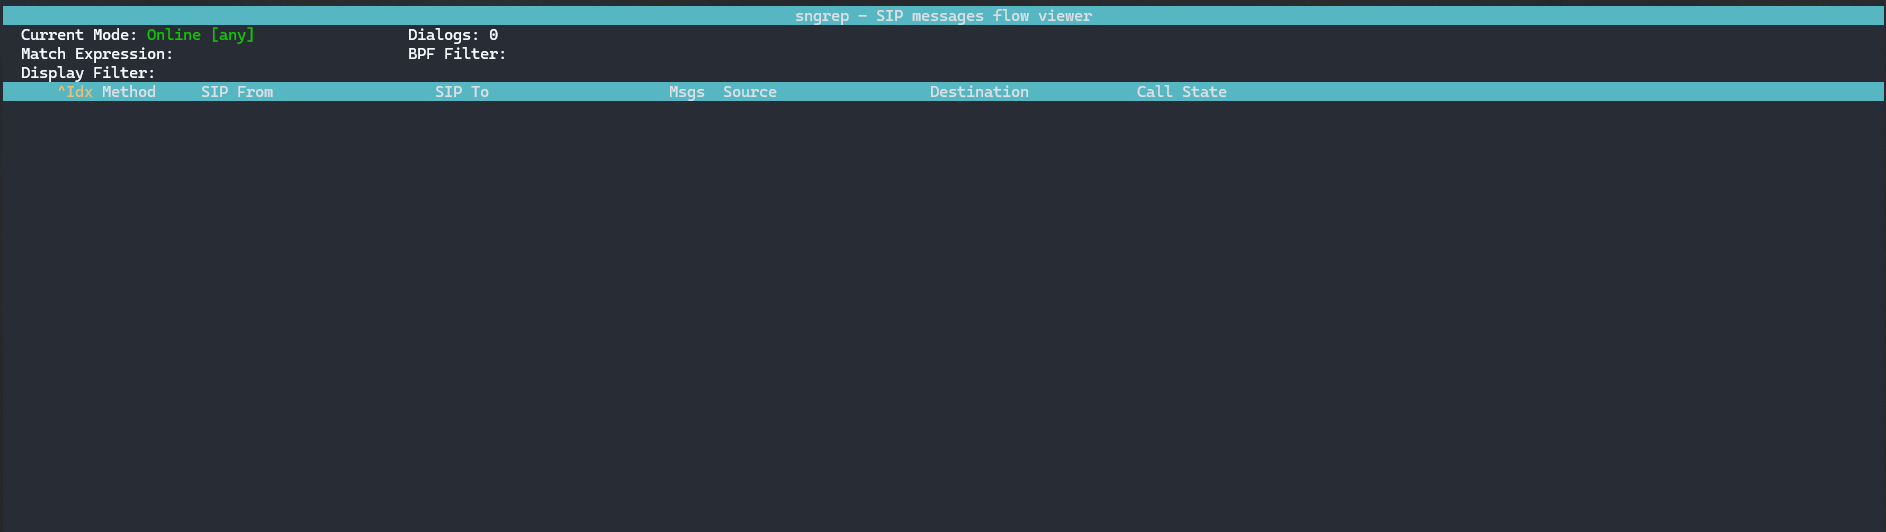 sngrep - SIP messages flow viewer
Current Mode: Online [any] Dialogs: 0
Match Expression: BPF Filter:
Display Filter:
^Idx Method SIP From SIP To Msgs Source Destination Call State